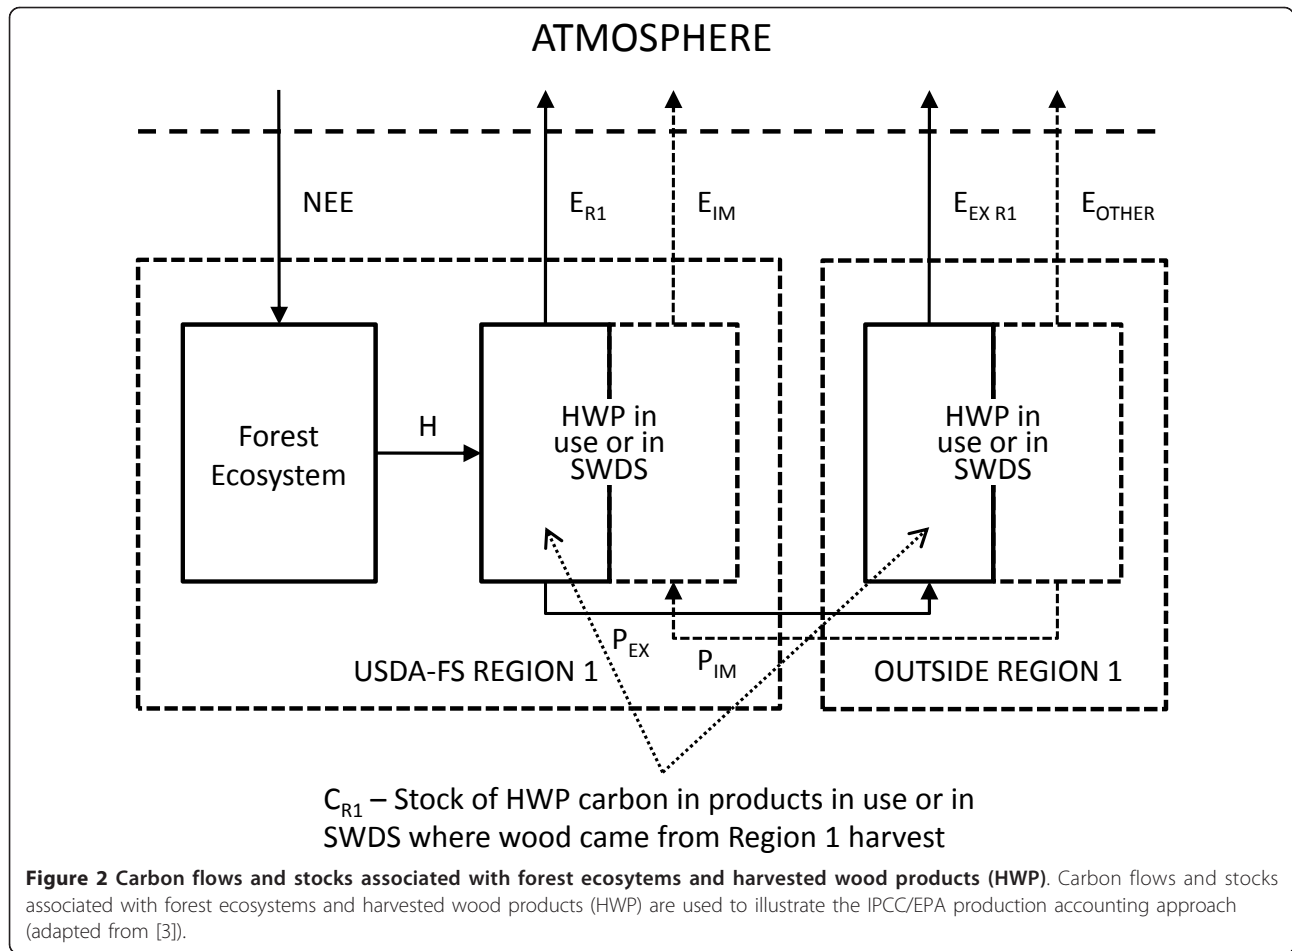 ATMOSPHERE
NEE
E_R1
E_IM
E_EX R1
E_OTHER
Forest
Ecosystem
H
HWP in
use or in
SWDS
HWP in
use or in
SWDS
P_EX
P_IM
USDA-FS REGION 1
OUTSIDE REGION 1
C_R1 – Stock of HWP carbon in products in use or in
SWDS where wood came from Region 1 harvest
Figure 2 Carbon flows and stocks associated with forest ecosytems and harvested wood products (HWP). Carbon flows and stocks
associated with forest ecosystems and harvested wood products (HWP) are used to illustrate the IPCC/EPA production accounting approach
(adapted from [3]).